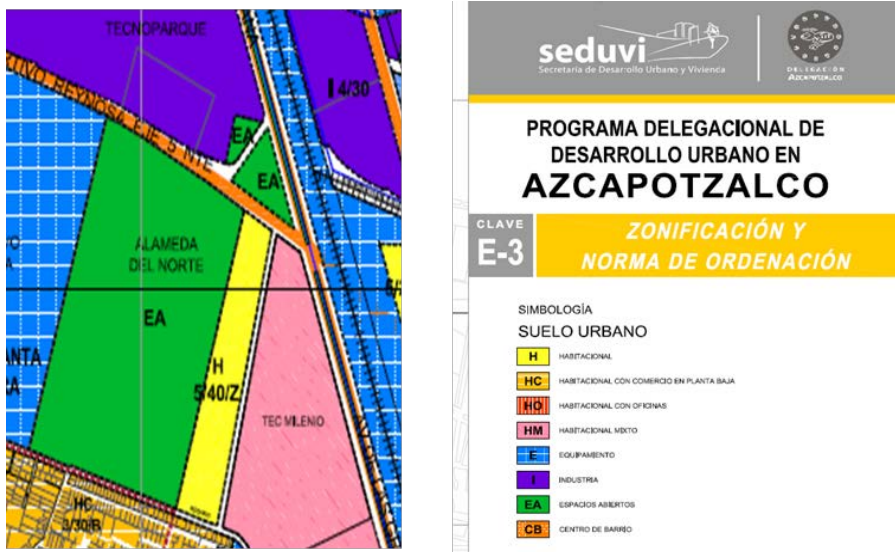 TECNOPARQUE
REYNOSA EJE 5 NTE
I 4/30
EA
EA
ALAMEDA
DEL NORTE
EA
H
5/40/Z
TEC MILENIO
HC
3/30/B
seduvi
Secretaría de Desarrollo Urbano y Vivienda
DELEGACIÓN
AZCAPOTZALCO
PROGRAMA DELEGACIONAL DE
DESARROLLO URBANO EN
AZCAPOTZALCO
CLAVE
E-3
ZONIFICACIÓN Y
NORMA DE ORDENACIÓN
SIMBOLOGÍA
SUELO URBANO
H HABITACIONAL
HC HABITACIONAL CON COMERCIO EN PLANTA BAJA
HO HABITACIONAL CON OFICINAS
HM HABITACIONAL MIXTO
E EQUIPAMIENTO
I INDUSTRIA
EA ESPACIOS ABIERTOS
CB CENTRO DE BARRIO